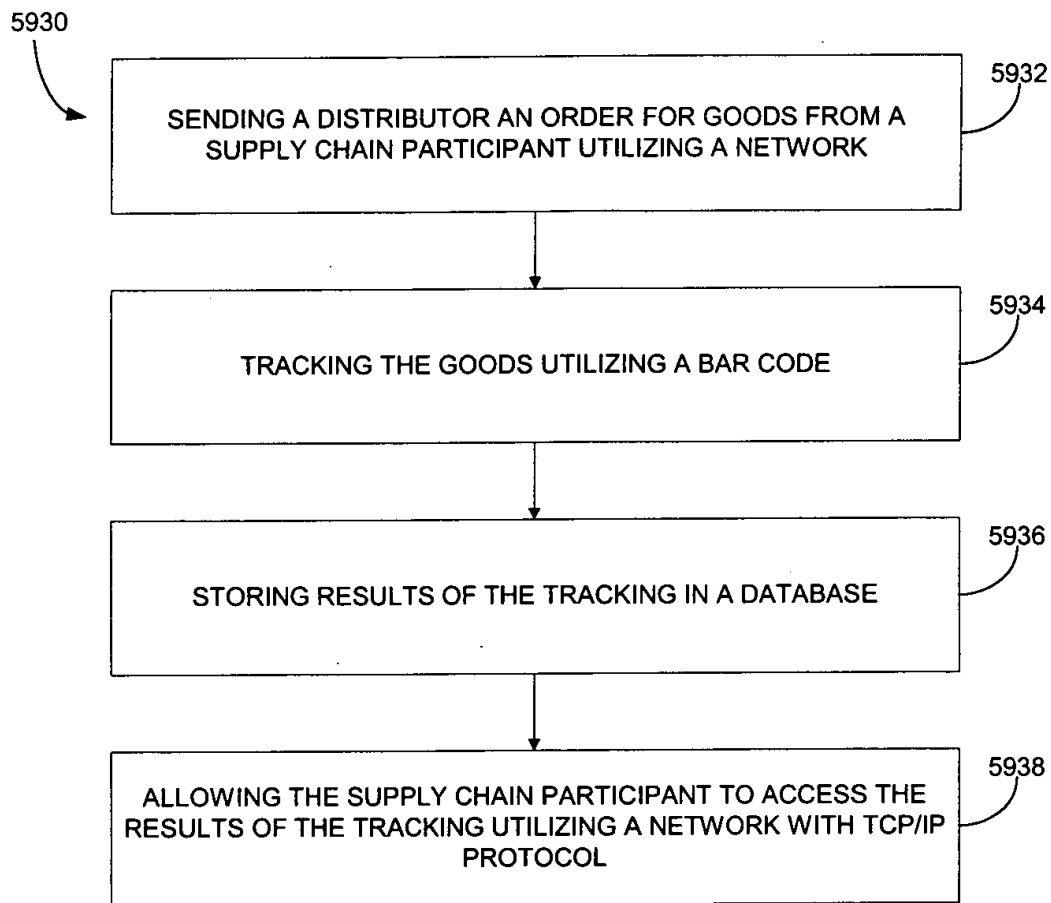 5930
5932
SENDING A DISTRIBUTOR AN ORDER FOR GOODS FROM A
SUPPLY CHAIN PARTICIPANT UTILIZING A NETWORK
5934
TRACKING THE GOODS UTILIZING A BAR CODE
5936
STORING RESULTS OF THE TRACKING IN A DATABASE
5938
ALLOWING THE SUPPLY CHAIN PARTICIPANT TO ACCESS THE
RESULTS OF THE TRACKING UTILIZING A NETWORK WITH TCP/IP
PROTOCOL